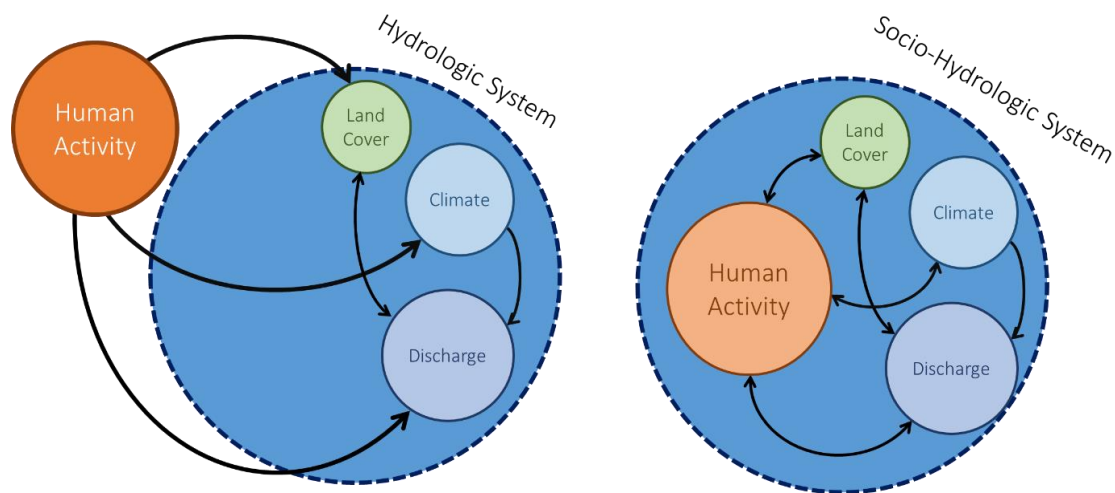 Hydrologic System
Human
Activity
Land
Cover
Climate
Discharge
Socio-Hydrologic System
Land
Cover
Climate
Human
Activity
Discharge